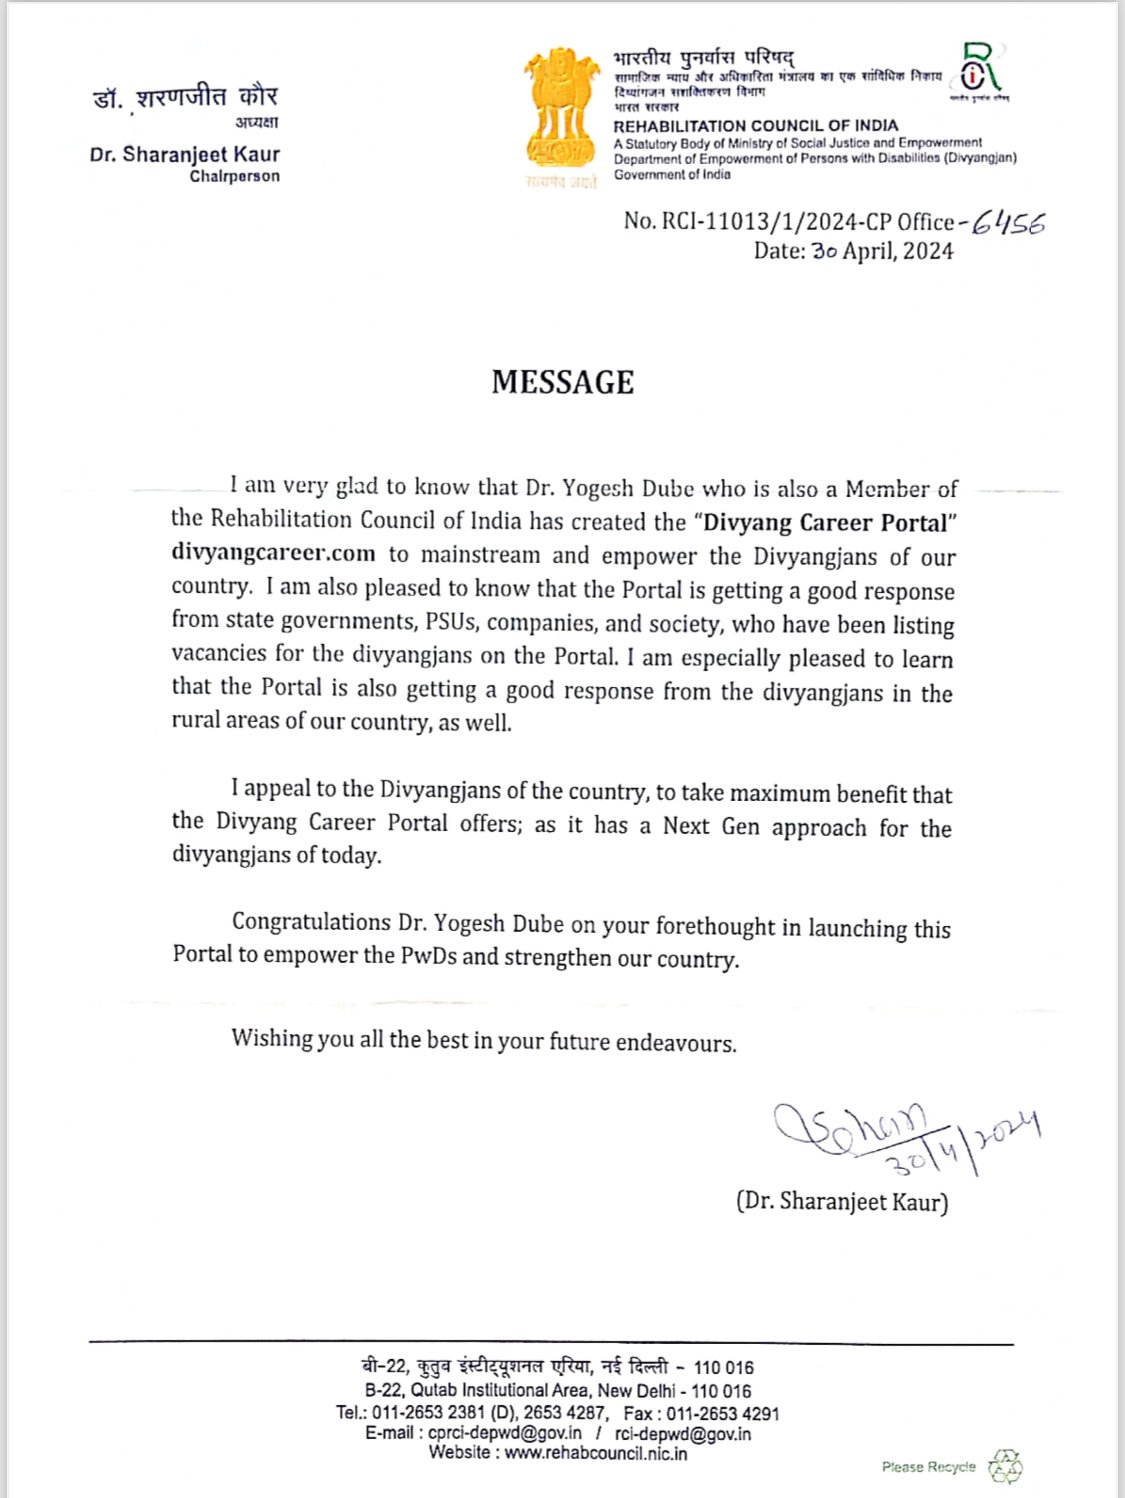 डॉ. शरणजीत कौर
अध्यक्षा
Dr. Sharanjeet Kaur
Chairperson
सत्यमेव जयते
भारतीय पुनर्वास परिषद्
सामाजिक न्याय और अधिकारिता मंत्रालय का एक सांविधिक निकाय
दिव्यांगजन सशक्तिकरण विभाग
भारत सरकार
REHABILITATION COUNCIL OF INDIA
A Statutory Body of Ministry of Social Justice and Empowerment
Department of Empowerment of Persons with Disabilities (Divyangjan)
Government of India
भारतीय पुनर्वास परिषद्
No. RCI-11013/1/2024-CP Office-6456
Date: 30 April, 2024
MESSAGE
I am very glad to know that Dr. Yogesh Dube who is also a Member of
the Rehabilitation Council of India has created the “Divyang Career Portal”
divyangcareer.com to mainstream and empower the Divyangjans of our
country. I am also pleased to know that the Portal is getting a good response
from state governments, PSUs, companies, and society, who have been listing
vacancies for the divyangjans on the Portal. I am especially pleased to learn
that the Portal is also getting a good response from the divyangjans in the
rural areas of our country, as well.
I appeal to the Divyangjans of the country, to take maximum benefit that
the Divyang Career Portal offers; as it has a Next Gen approach for the
divyangjans of today.
Congratulations Dr. Yogesh Dube on your forethought in launching this
Portal to empower the PwDs and strengthen our country.
Wishing you all the best in your future endeavours.
30/4/2024
(Dr. Sharanjeet Kaur)
बी-22, कुतुब इंस्टीट्यूशनल एरिया, नई दिल्ली - 110 016
B-22, Qutab Institutional Area, New Delhi - 110 016
Tel.: 011-2653 2381 (D), 2653 4287, Fax : 011-2653 4291
E-mail : cprci-depwd@gov.in / rci-depwd@gov.in
Website : www.rehabcouncil.nic.in
Please Recycle